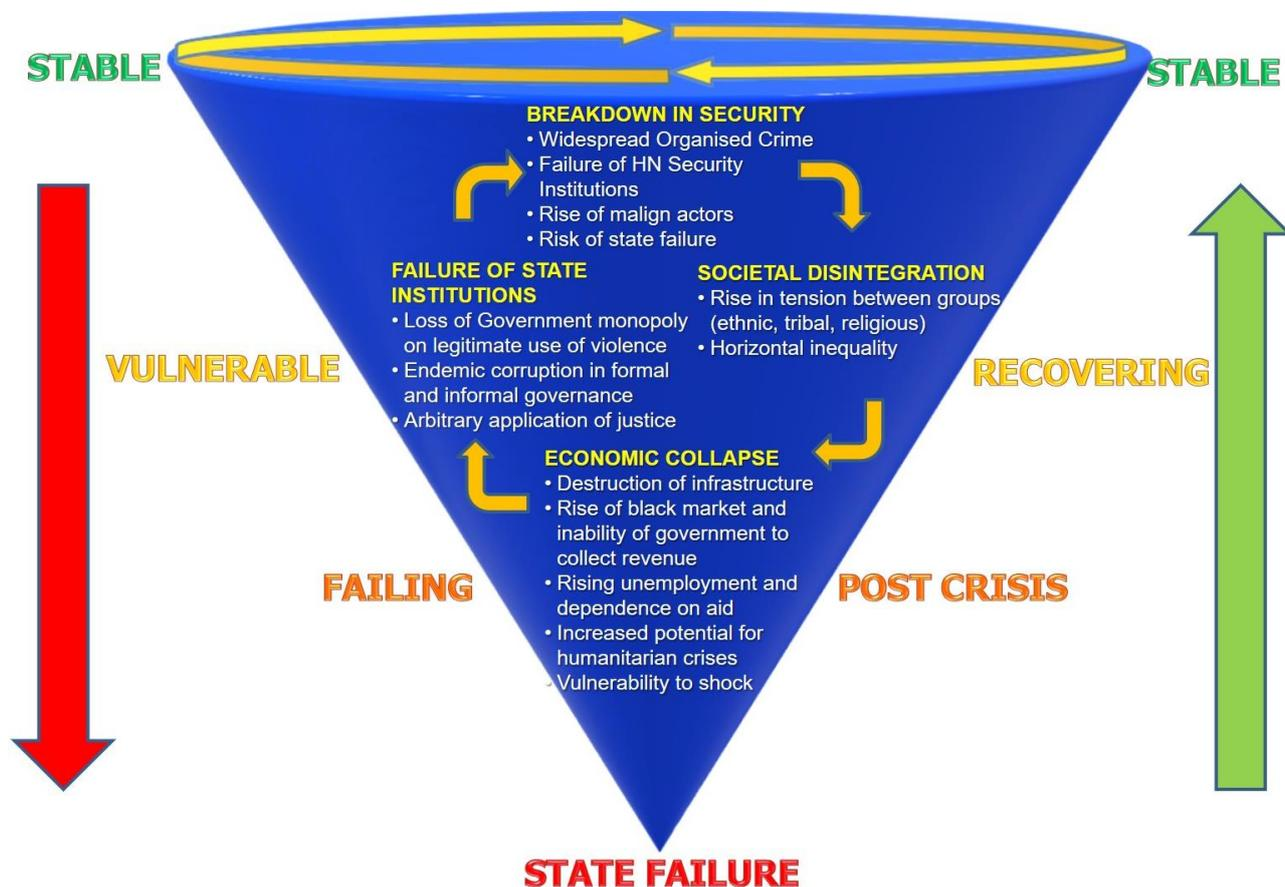 STABLE
STABLE
BREAKDOWN IN SECURITY
• Widespread Organised Crime
• Failure of HN Security
Institutions
• Rise of malign actors
• Risk of state failure
FAILURE OF STATE
INSTITUTIONS
• Loss of Government monopoly
on legitimate use of violence
• Endemic corruption in formal
and informal governance
• Arbitrary application of justice
SOCIETAL DISINTEGRATION
• Rise in tension between groups
(ethnic, tribal, religious)
• Horizontal inequality
VULNERABLE
RECOVERING
ECONOMIC COLLAPSE
• Destruction of infrastructure
• Rise of black market and
inability of government to
collect revenue
• Rising unemployment and
dependence on aid
• Increased potential for
humanitarian crises
• Vulnerability to shock
FAILING
POST CRISIS
STATE FAILURE